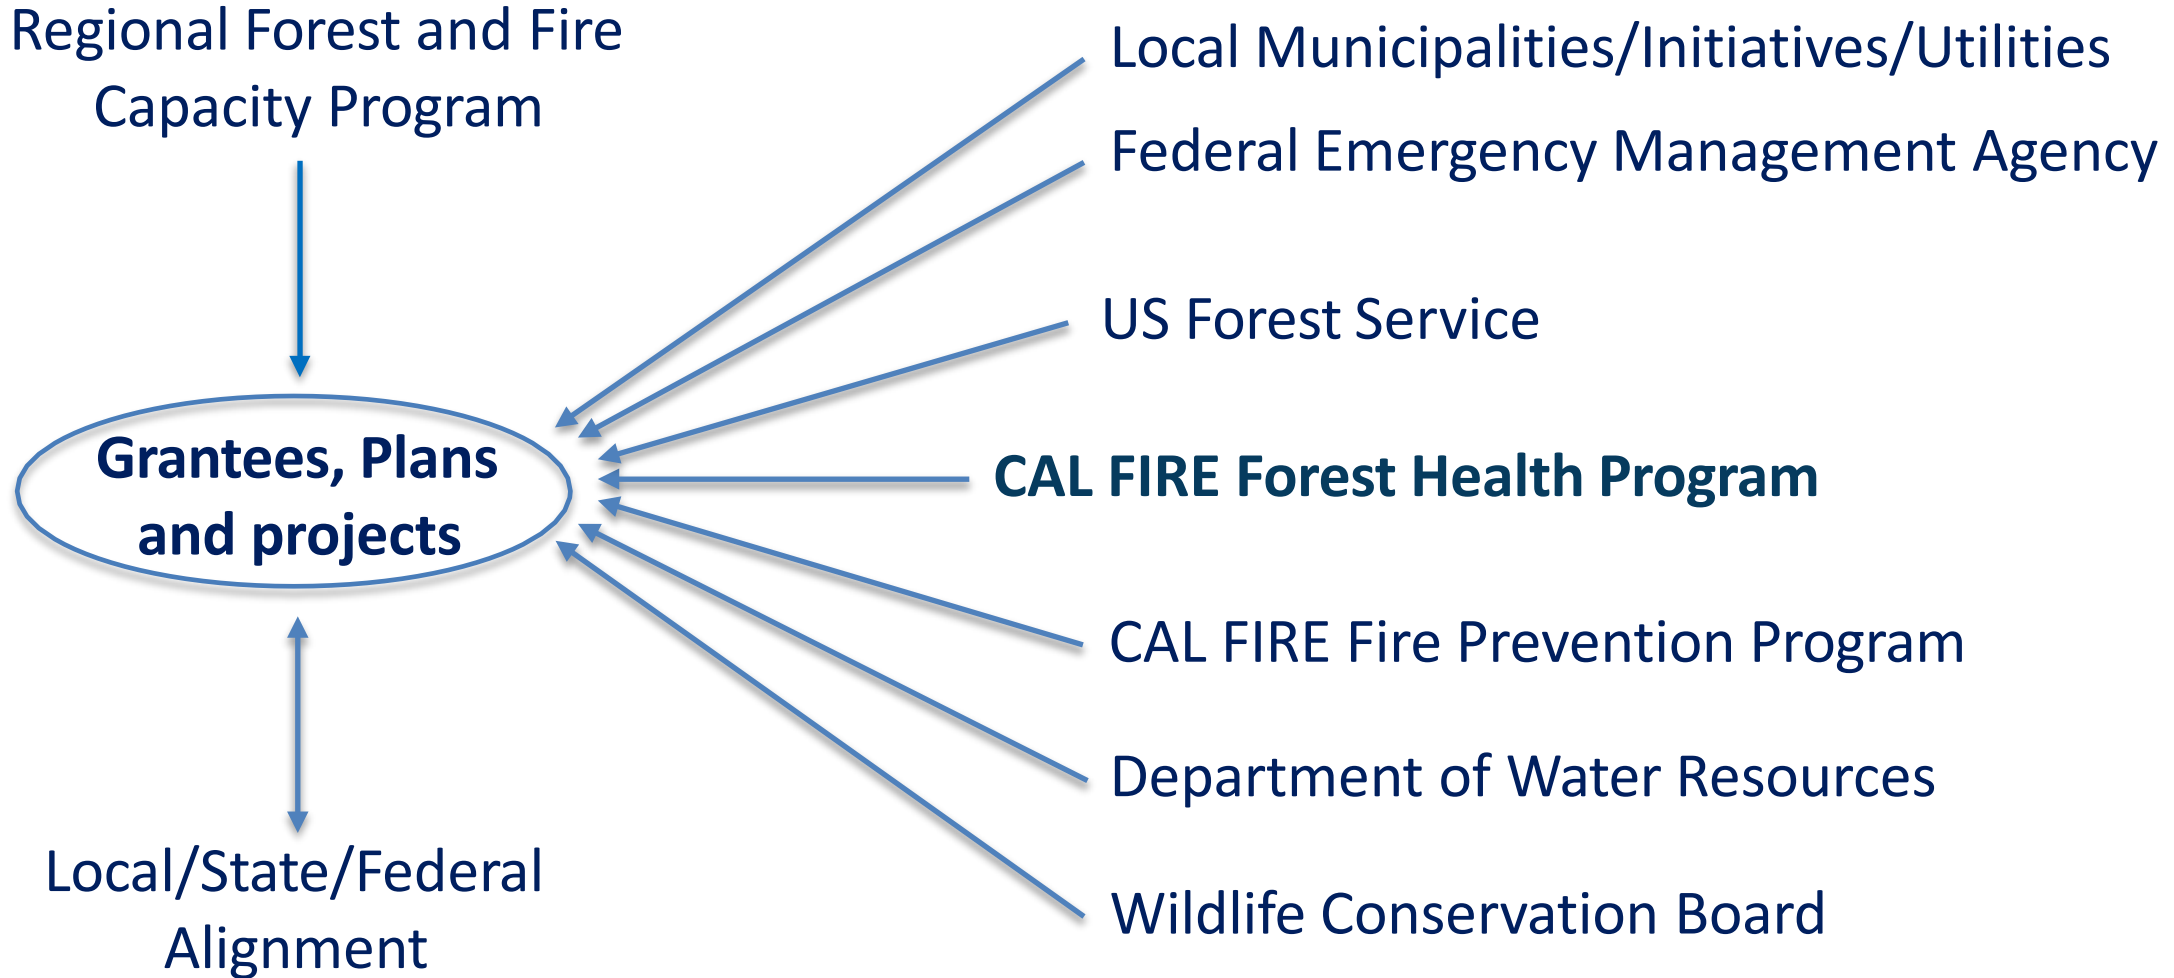 Regional Forest and Fire
Capacity Program
Grantees, Plans
and projects
Local/State/Federal
Alignment
Local Municipalities/Initiatives/Utilities
Federal Emergency Management Agency
US Forest Service
CAL FIRE Forest Health Program
CAL FIRE Fire Prevention Program
Department of Water Resources
Wildlife Conservation Board